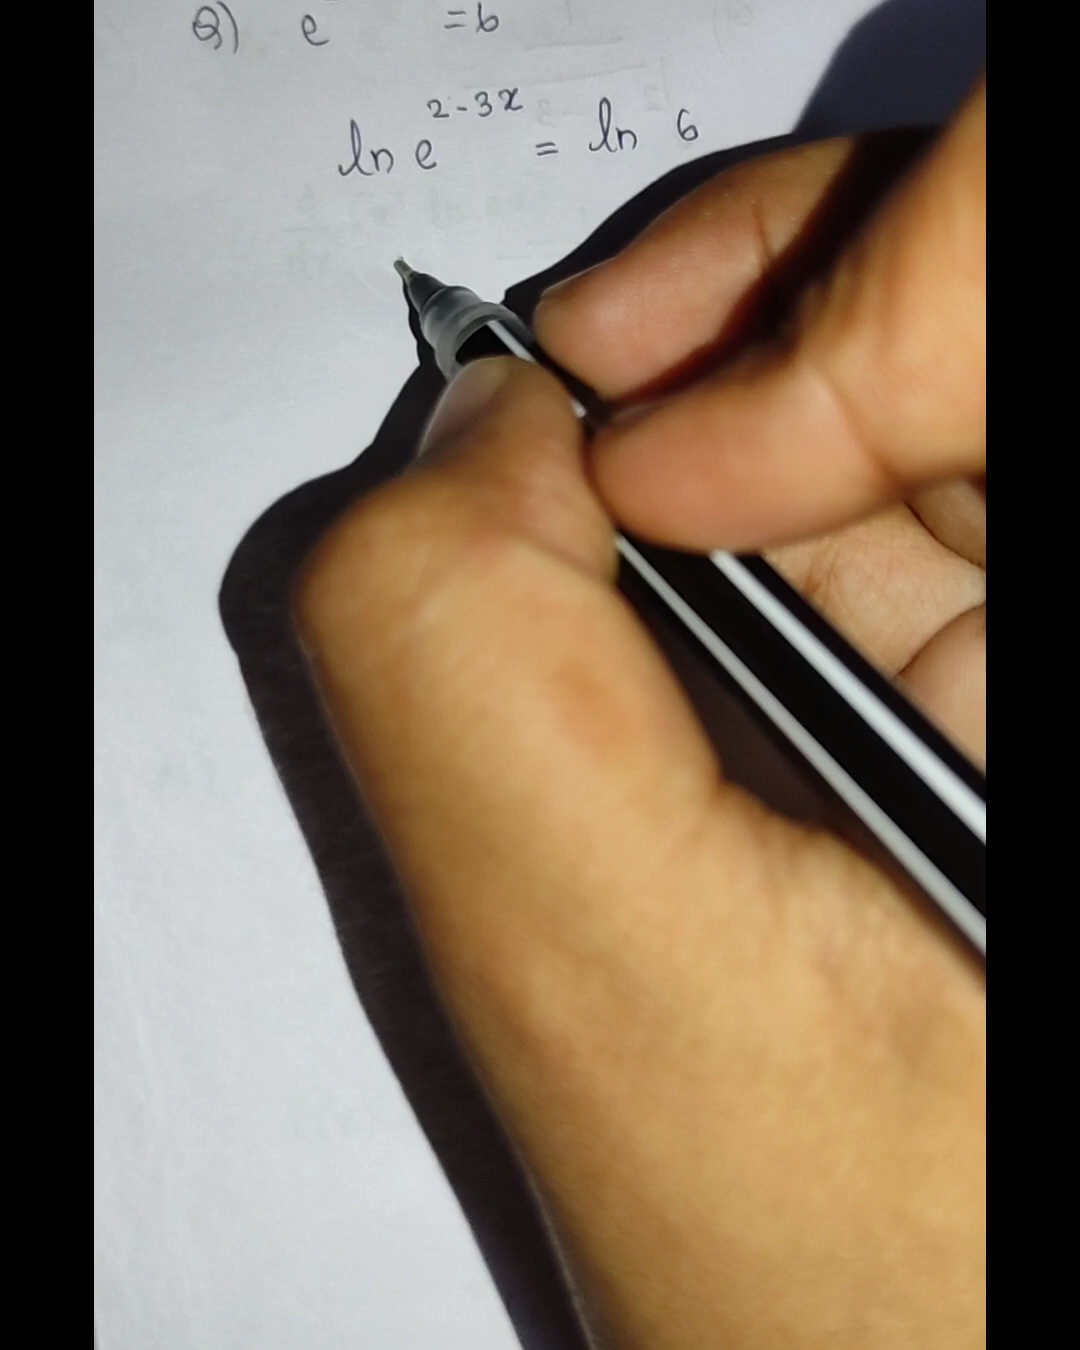 Q) e = 6
ln e^2-3x = ln 6